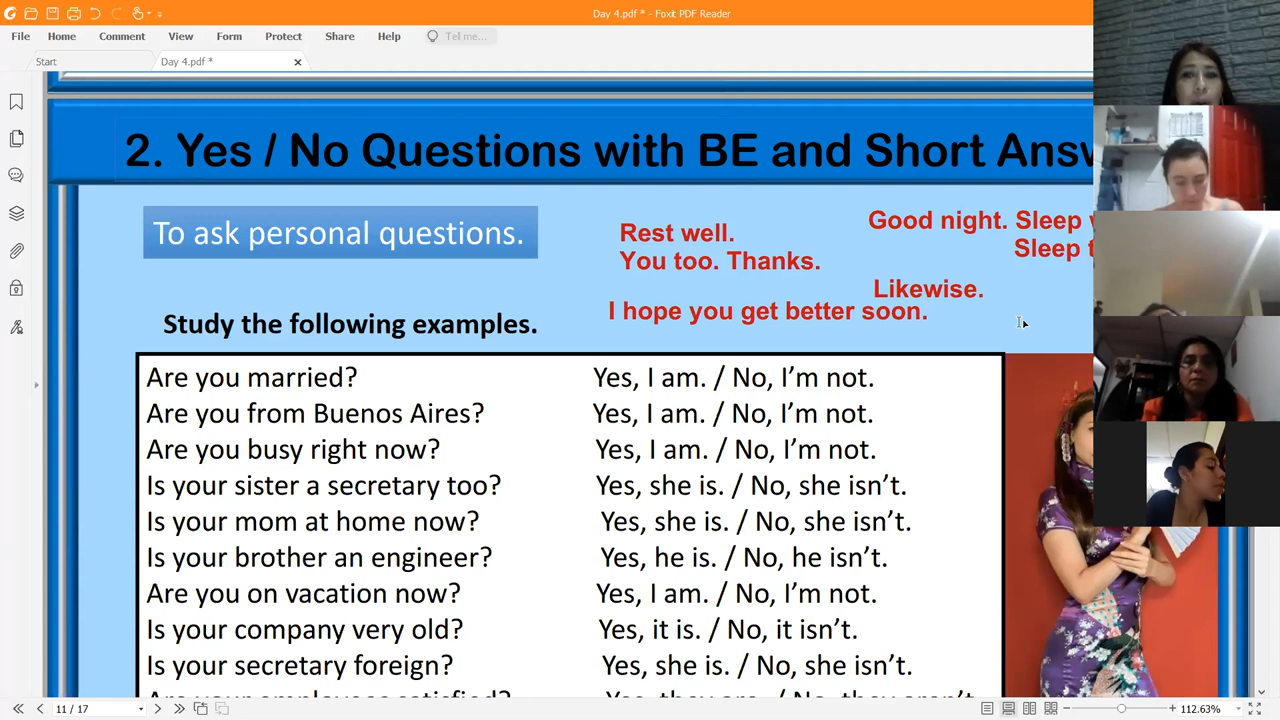 Day 4.pdf * - Foxit PDF Reader
File Home Comment View Form Protect Share Help Tell me...
Start Day 4.pdf *
2. Yes / No Questions with BE and Short
To ask personal questions.
Rest well.
You too. Thanks.
Good night. Sleep
Sleep
Likewise.
I hope you get better soon.
Study the following examples.
Are you married? Yes, I am. / No, I'm not.
Are you from Buenos Aires? Yes, I am. / No, I'm not.
Are you busy right now? Yes, I am. / No, I'm not.
Is your sister a secretary too? Yes, she is. / No, she isn't.
Is your mom at home now? Yes, she is. / No, she isn't.
Is your brother an engineer? Yes, he is. / No, he isn't.
Are you on vacation now? Yes, I am. / No, I'm not.
Is your company very old? Yes, it is. / No, it isn't.
Is your secretary foreign? Yes, she is. / No, she isn't.
11 / 17 112.63%